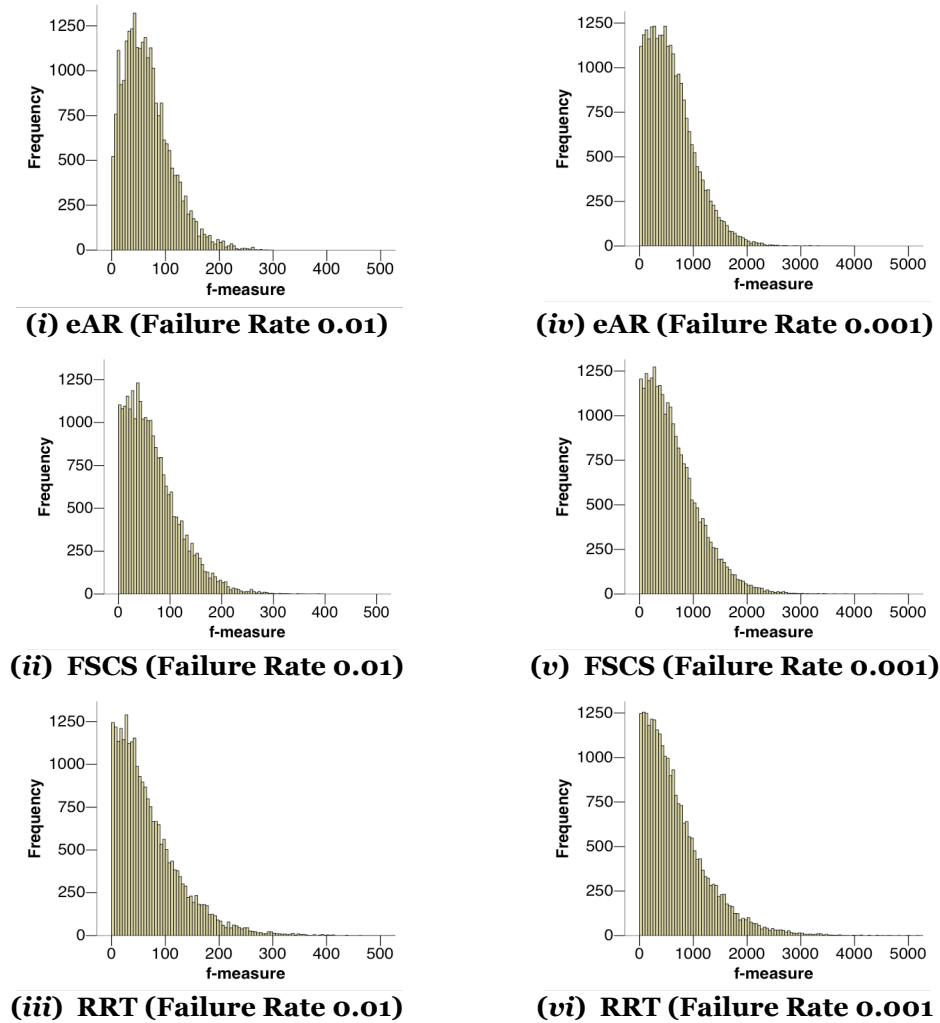 1250
1000
750
500
250
0
Frequency
0 100 200 300 400 500
f-measure
(i) eAR (Failure Rate 0.01)
1250
1000
750
500
250
0
Frequency
0 1000 2000 3000 4000 5000
f-measure
(iv) eAR (Failure Rate 0.001)
1250
1000
750
500
250
0
Frequency
0 100 200 300 400 500
f-measure
(ii) FSCS (Failure Rate 0.01)
1250
1000
750
500
250
0
Frequency
0 1000 2000 3000 4000 5000
f-measure
(v) FSCS (Failure Rate 0.001)
1250
1000
750
500
250
0
Frequency
0 100 200 300 400 500
f-measure
(iii) RRT (Failure Rate 0.01)
1250
1000
750
500
250
0
Frequency
0 1000 2000 3000 4000 5000
f-measure
(vi) RRT (Failure Rate 0.001